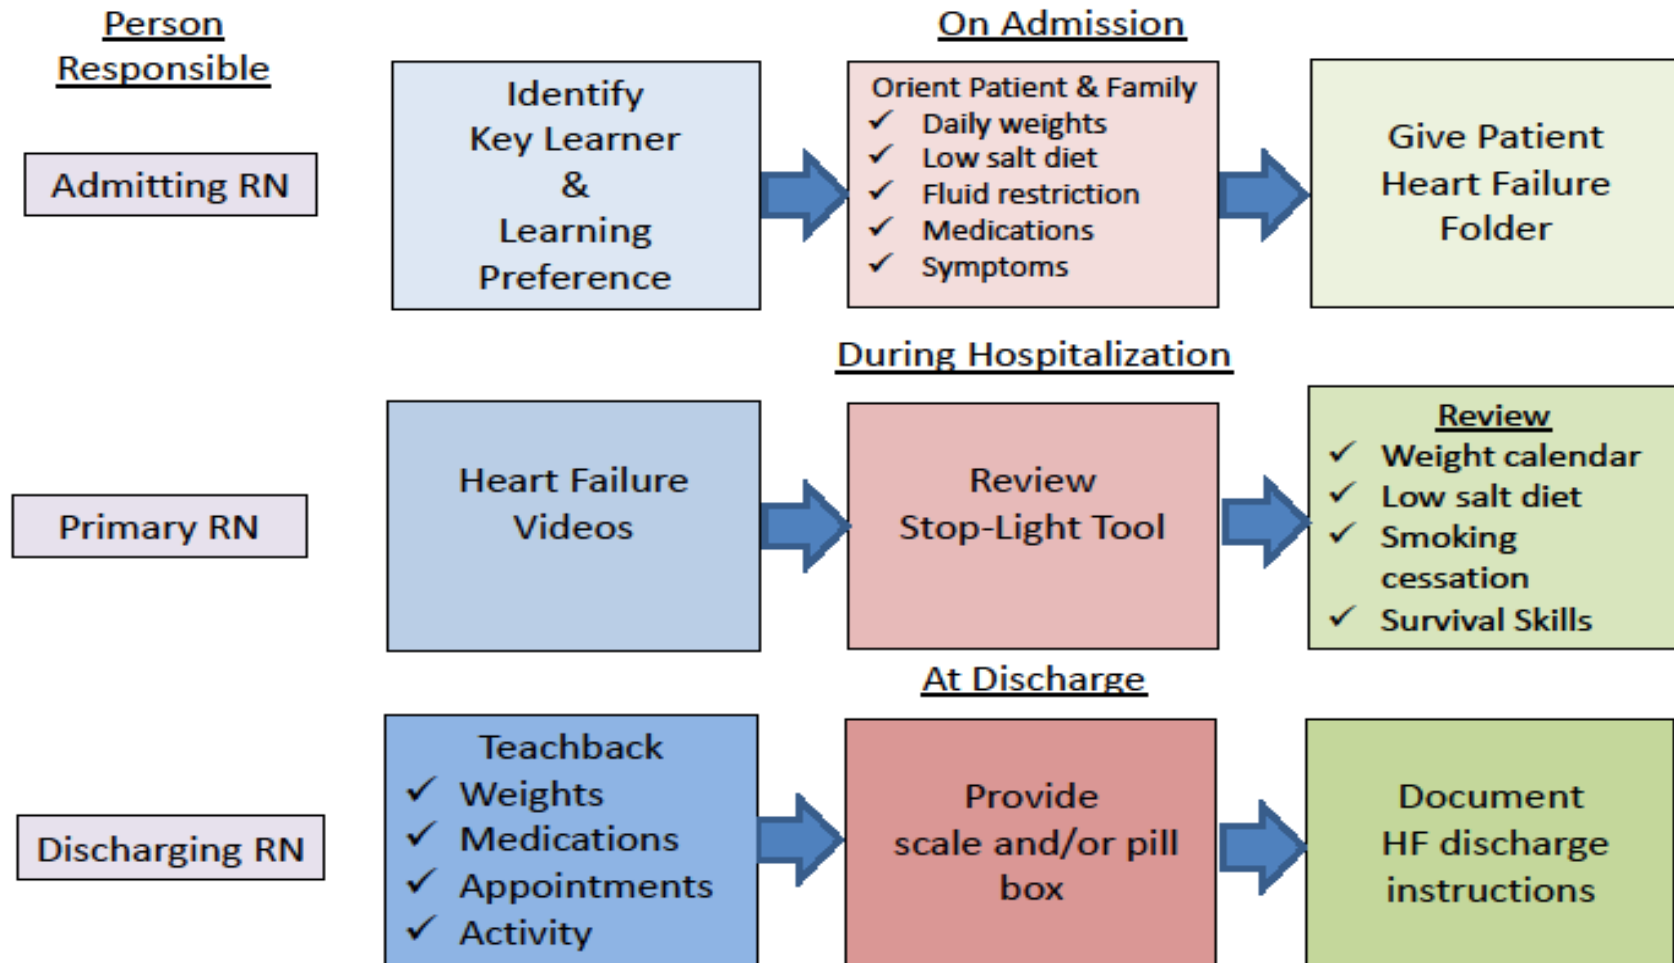 Person
Responsible
On Admission
Admitting RN
Identify
Key Learner
&
Learning
Preference
Orient Patient & Family
✓ Daily weights
✓ Low salt diet
✓ Fluid restriction
✓ Medications
✓ Symptoms
Give Patient
Heart Failure
Folder
During Hospitalization
Primary RN
Heart Failure
Videos
Review
Stop-Light Tool
Review
✓ Weight calendar
✓ Low salt diet
✓ Smoking
cessation
✓ Survival Skills
At Discharge
Discharging RN
Teachback
✓ Weights
✓ Medications
✓ Appointments
✓ Activity
Provide
scale and/or pill
box
Document
HF discharge
instructions